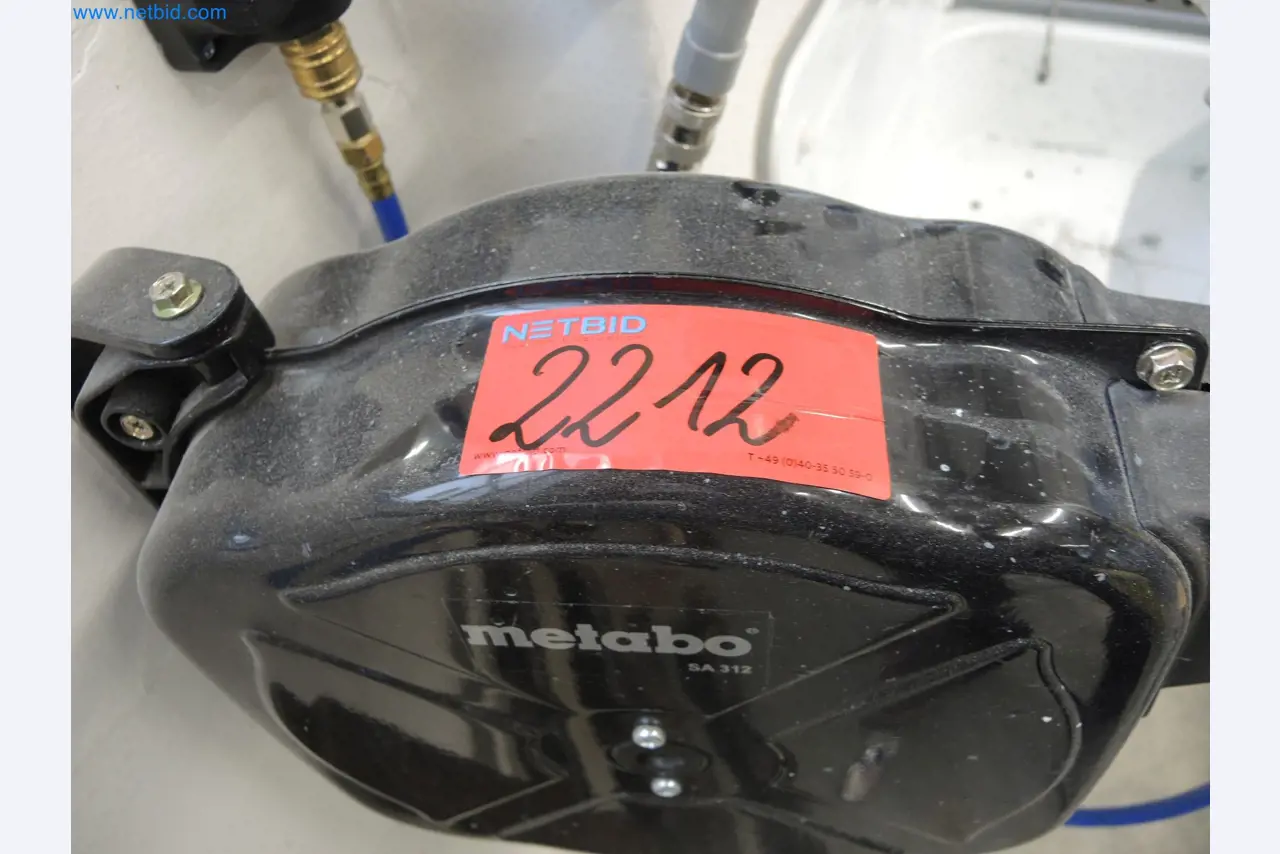 www.netbid.com
NETBID
2212
T +49 (0)40-35 50 59-0
metabo®
SA 312